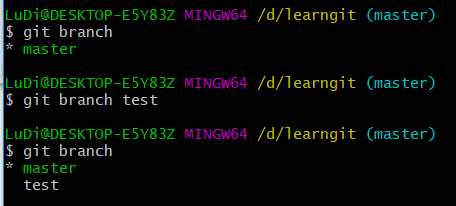 LuDi@DESKTOP-E5Y83Z MINGW64 /d/learngit (master)
$ git branch
* master
LuDi@DESKTOP-E5Y83Z MINGW64 /d/learngit (master)
$ git branch test
LuDi@DESKTOP-E5Y83Z MINGW64 /d/learngit (master)
$ git branch
* master
  test